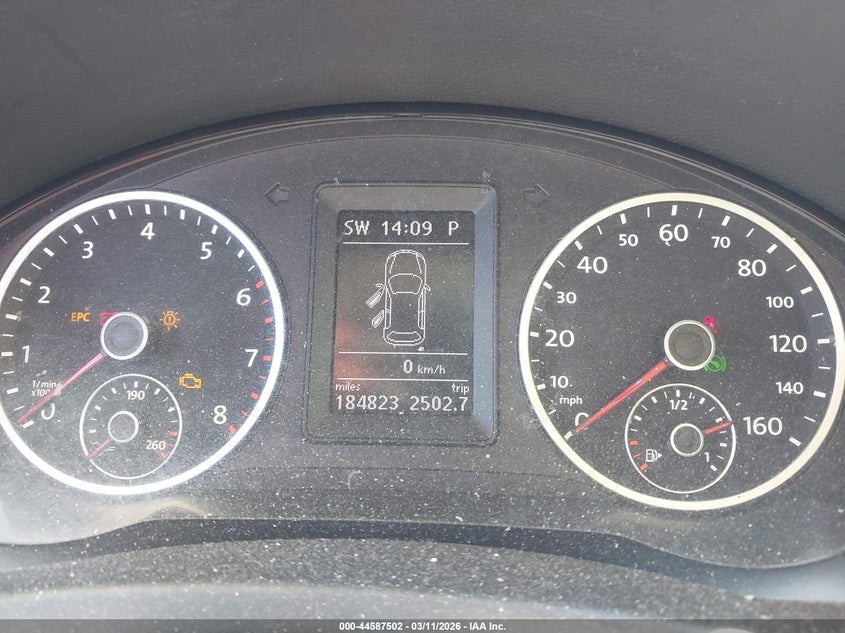 SW 14:09 P
0 km/h
miles trip
184823 2502.7
0 1 2 3 4 5 6 7 8
1/min
EPC
190
260
0 10 20 30 40 50 60 70 80 100 120 140 160
mph
1/2
1
000-44587502 - 03/11/2026 - IAA Inc.